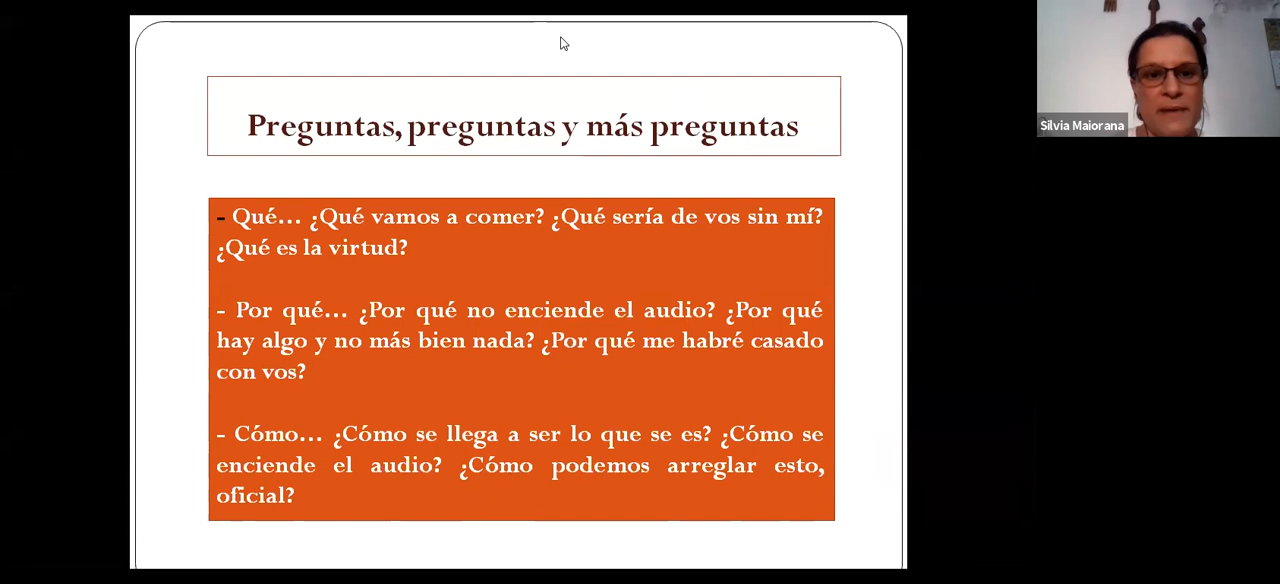 Preguntas, preguntas y más preguntas
- Qué... ¿Qué vamos a comer? ¿Qué sería de vos sin mí?
¿Qué es la virtud?
- Por qué... ¿Por qué no enciende el audio? ¿Por qué
hay algo y no más bien nada? ¿Por qué me habré casado
con vos?
- Cómo... ¿Cómo se llega a ser lo que se es? ¿Cómo se
enciende el audio? ¿Cómo podemos arreglar esto,
oficial?
Silvia Maiorana